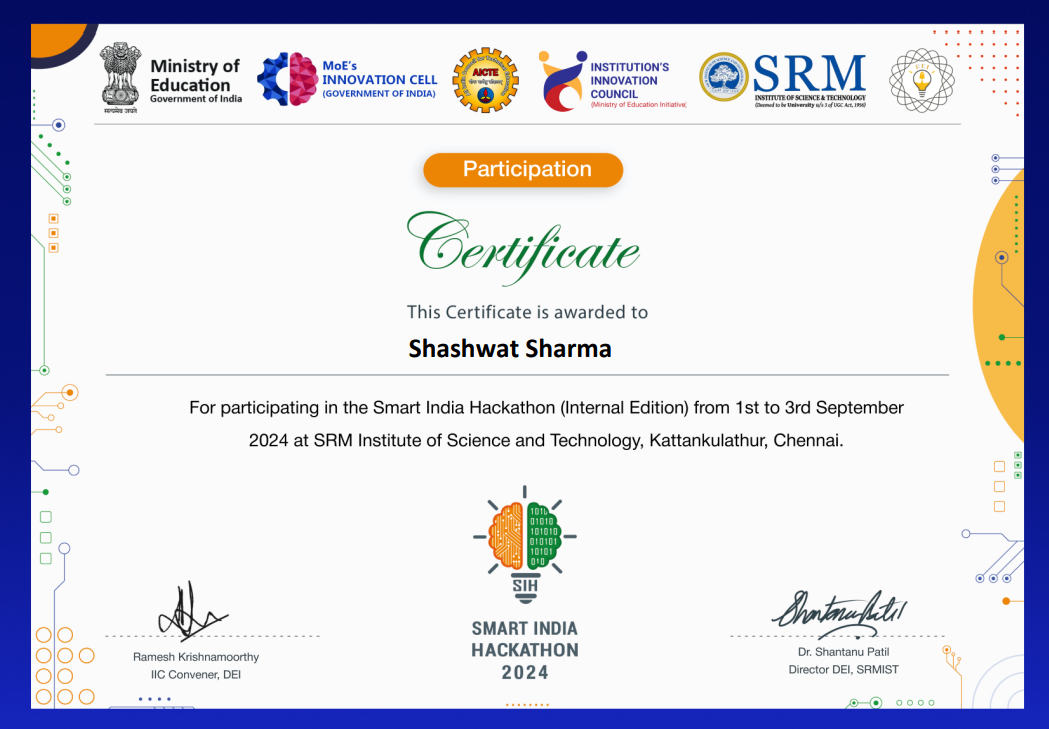 सत्यमेव जयते
Ministry of
Education
Government of India
MoE's
INNOVATION CELL
(GOVERNMENT OF INDIA)
AICTE
INSTITUTION'S
INNOVATION
COUNCIL
(Ministry of Education Initiative)
SRM
INSTITUTE OF SCIENCE & TECHNOLOGY
(Deemed to be University u/s 3 of UGC Act, 1956)
Participation
Certificate
This Certificate is awarded to
Shashwat Sharma
For participating in the Smart India Hackathon (Internal Edition) from 1st to 3rd September
2024 at SRM Institute of Science and Technology, Kattankulathur, Chennai.
1010
01010
101010
010101
10101
010
SIH
SMART INDIA
HACKATHON
2024
Ramesh Krishnamoorthy
IIC Convener, DEI
Shantanu Patil
Dr. Shantanu Patil
Director DEI, SRMIST